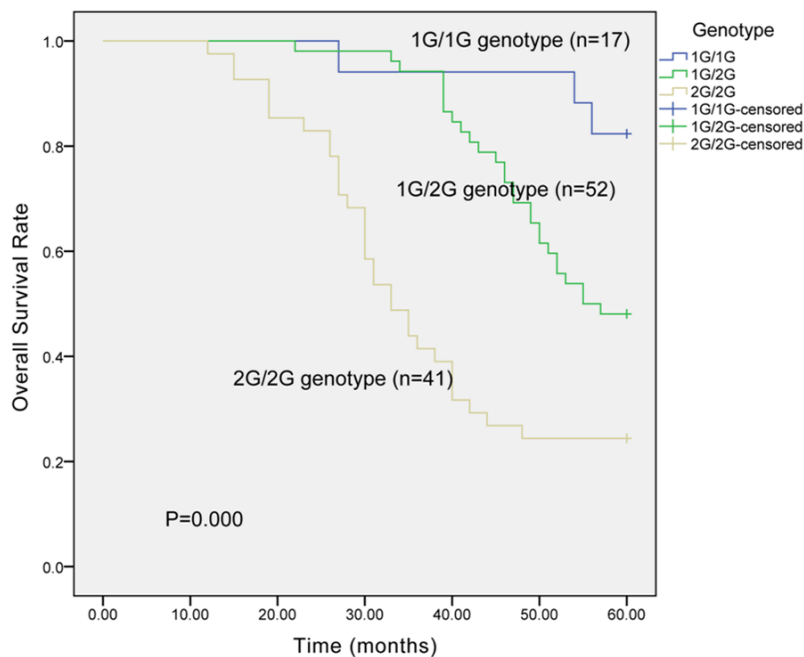 1G/1G genotype (n=17)
1G/2G genotype (n=52)
2G/2G genotype (n=41)
P=0.000
Overall Survival Rate
1.0
0.8
0.6
0.4
0.2
0.0
0.00 10.00 20.00 30.00 40.00 50.00 60.00
Time (months)
Genotype
1G/1G
1G/2G
2G/2G
1G/1G-censored
1G/2G-censored
2G/2G-censored